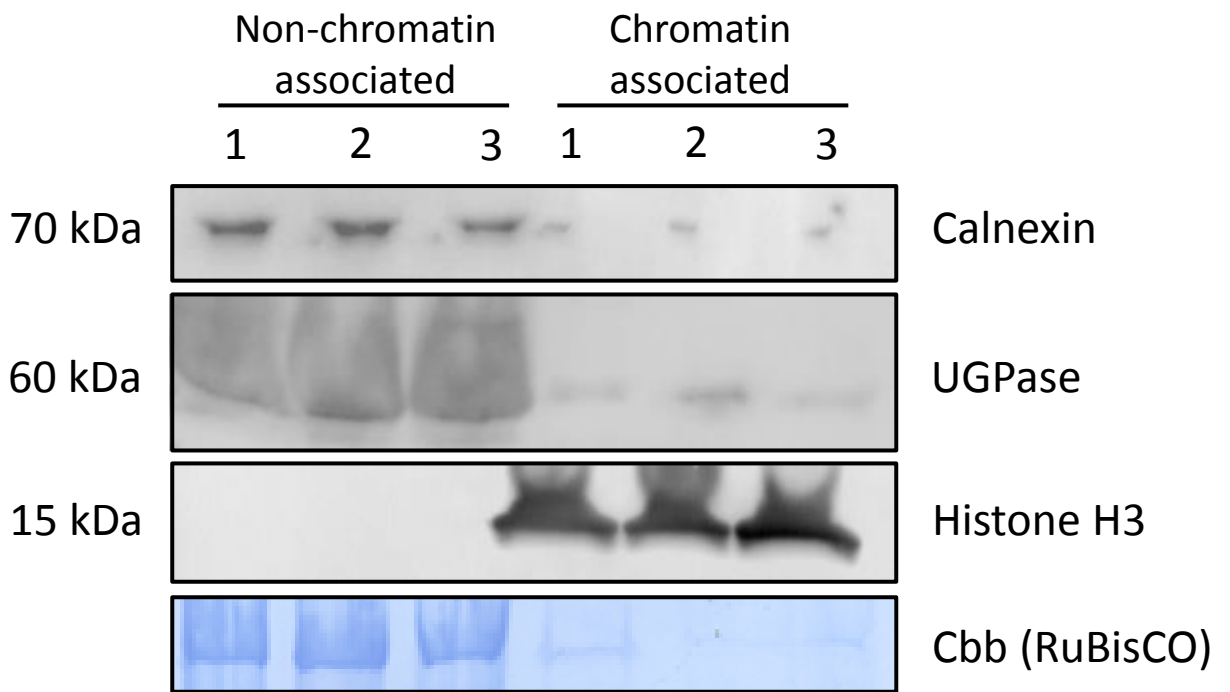 Non-chromatin associated
Chromatin associated
1 2 3 1 2 3
70 kDa Calnexin
60 kDa UGPase
15 kDa Histone H3
Cbb (RuBisCO)